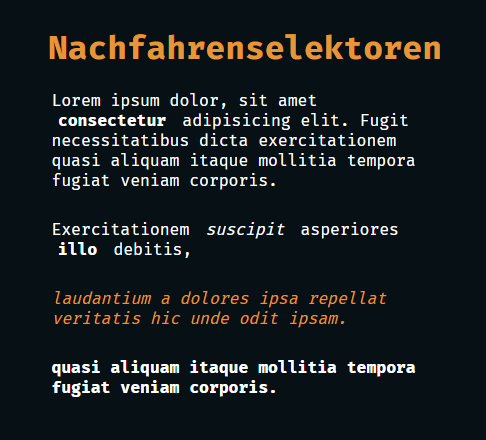 Nachfahrenselektoren
Lorem ipsum dolor, sit amet
consectetur adipisicing elit. Fugit
necessitatibus dicta exercitationem
quasi aliquam itaque mollitia tempora
fugiat veniam corporis.
Exercitationem suscipit asperiores
illo debitis,
laudantium a dolores ipsa repellat
veritatis hic unde odit ipsam.
quasi aliquam itaque mollitia tempora
fugiat veniam corporis.